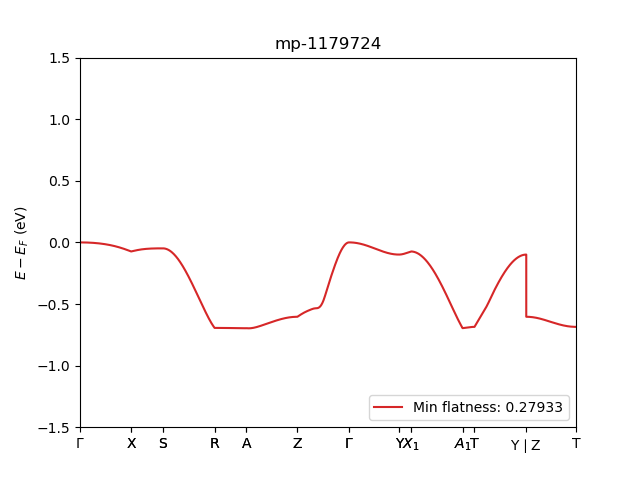 mp-1179724
1.5
1.0
0.5
0.0
−0.5
−1.0
−1.5
E − E_F (eV)
Min flatness: 0.27933
Γ X S R A Z Γ YX₁ A₁T Y | Z T